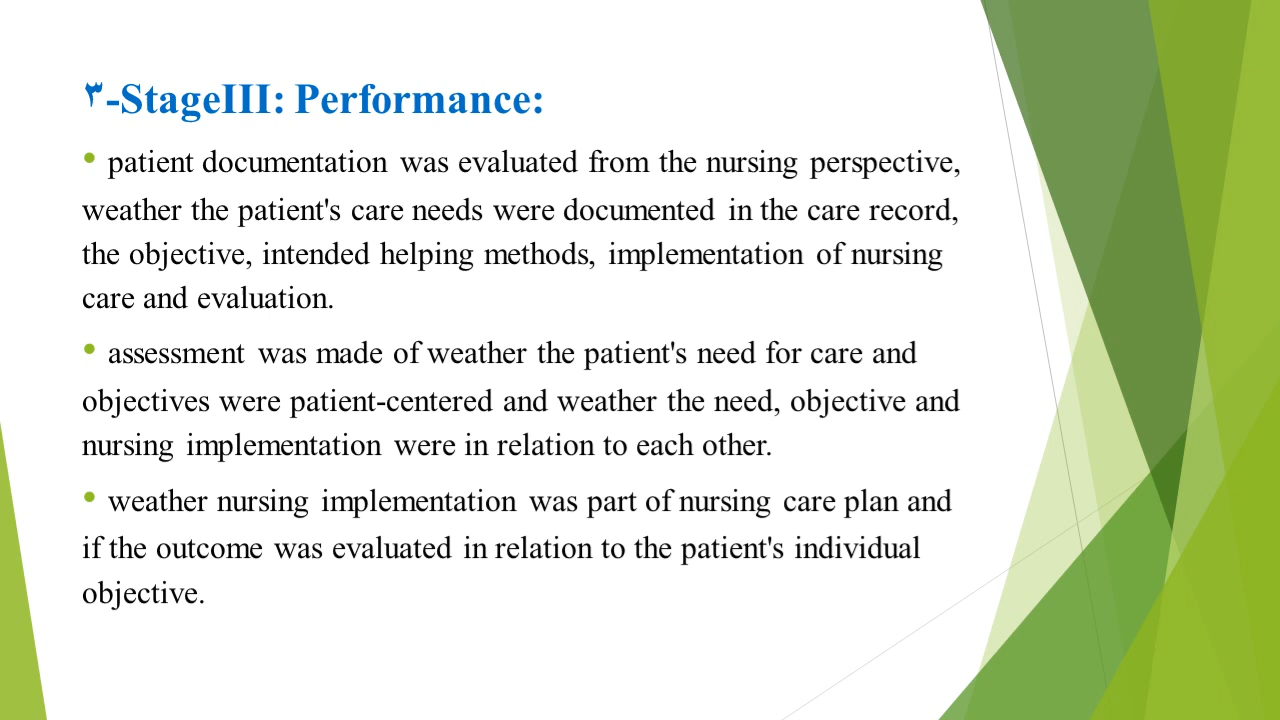 ٣-StageIII: Performance:
• patient documentation was evaluated from the nursing perspective,
weather the patient's care needs were documented in the care record,
the objective, intended helping methods, implementation of nursing
care and evaluation.
• assessment was made of weather the patient's need for care and
objectives were patient-centered and weather the need, objective and
nursing implementation were in relation to each other.
• weather nursing implementation was part of nursing care plan and
if the outcome was evaluated in relation to the patient's individual
objective.